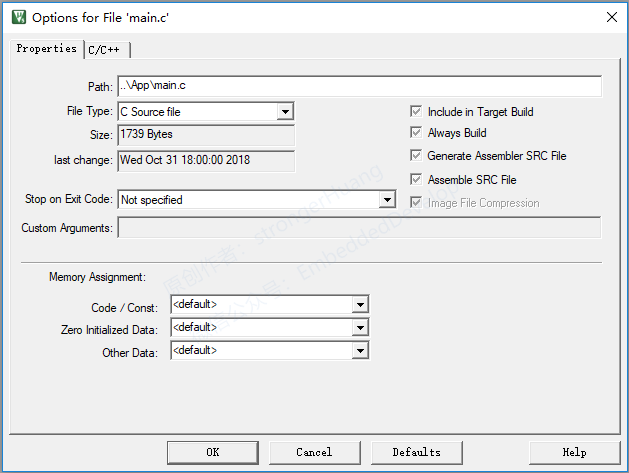 Options for File 'main.c'
Properties
C/C++
Path:
..\App\main.c
File Type:
C Source file
Include in Target Build
Size:
1739 Bytes
Always Build
last change:
Wed Oct 31 18:00:00 2018
Generate Assembler SRC File
Assemble SRC File
Stop on Exit Code:
Not specified
Image File Compression
Custom Arguments:
Memory Assignment:
Code / Const:
<default>
Zero Initialized Data:
<default>
Other Data:
<default>
OK
Cancel
Defaults
Help
原创作者：strongerHuang
公众号：EmbeddedDevelop